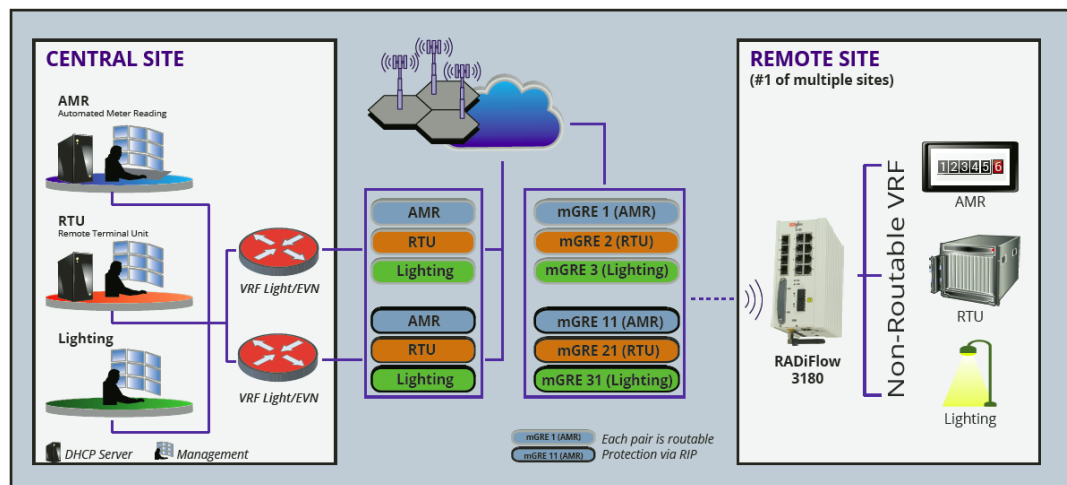 CENTRAL SITE
AMR
Automated Meter Reading
RTU
Remote Terminal Unit
Lighting
DHCP Server
Management
VRF Light/EVN
VRF Light/EVN
AMR
RTU
Lighting
AMR
RTU
Lighting
mGRE 1 (AMR)
mGRE 2 (RTU)
mGRE 3 (Lighting)
mGRE 11 (AMR)
mGRE 21 (RTU)
mGRE 31 (Lighting)
mGRE 1 (AMR)
mGRE 11 (AMR)
Each pair is routable
Protection via RIP
REMOTE SITE
(#1 of multiple sites)
RADiFlow
3180
Non-Routable VRF
123456
AMR
RTU
Lighting